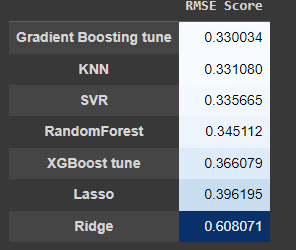 RMSE Score
Gradient Boosting tune 0.330034
KNN 0.331080
SVR 0.335665
RandomForest 0.345112
XGBoost tune 0.366079
Lasso 0.396195
Ridge 0.608071